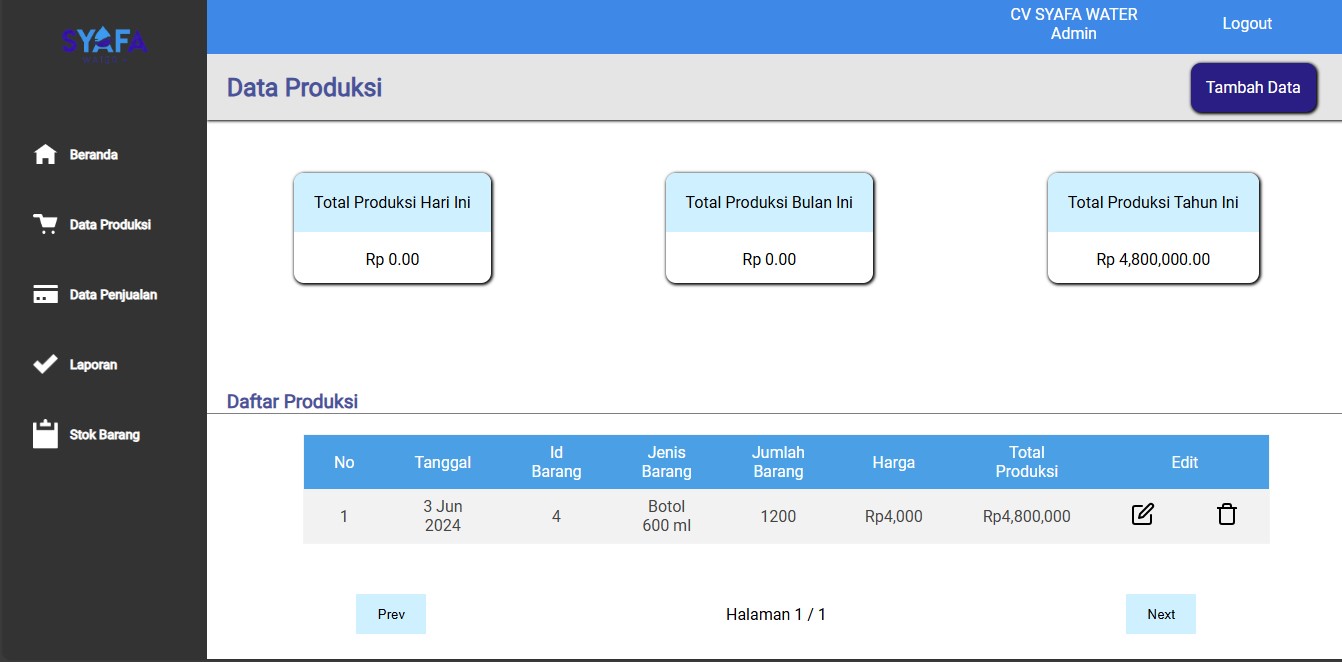 SYAFA
WATER
CV SYAFA WATER
Admin
Logout
Data Produksi
Tambah Data
Beranda
Data Produksi
Data Penjualan
Laporan
Stok Barang
Total Produksi Hari Ini
Rp 0.00
Total Produksi Bulan Ini
Rp 0.00
Total Produksi Tahun Ini
Rp 4,800,000.00
Daftar Produksi
No
Tanggal
Id
Barang
Jenis
Barang
Jumlah
Barang
Harga
Total
Produksi
Edit
1
3 Jun
2024
4
Botol
600 ml
1200
Rp4,000
Rp4,800,000
Prev
Halaman 1 / 1
Next